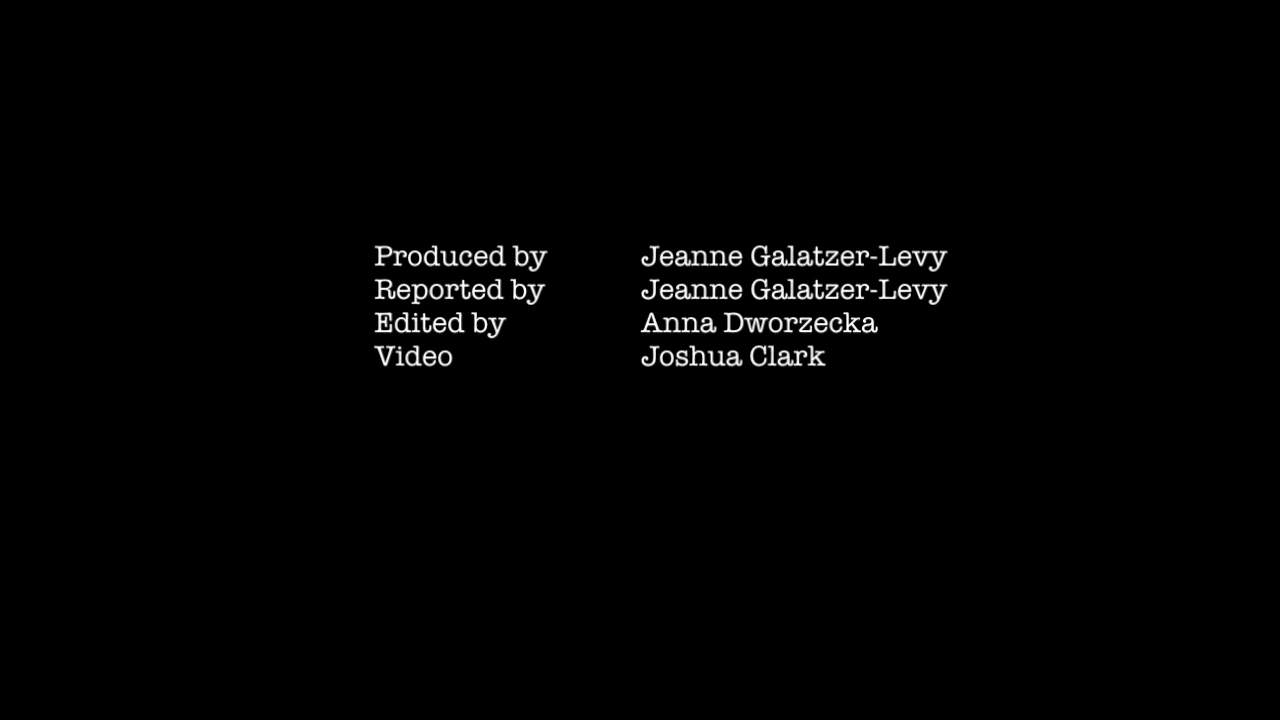 Produced by Jeanne Galatzer-Levy
Reported by Jeanne Galatzer-Levy
Edited by Anna Dworzecka
Video Joshua Clark